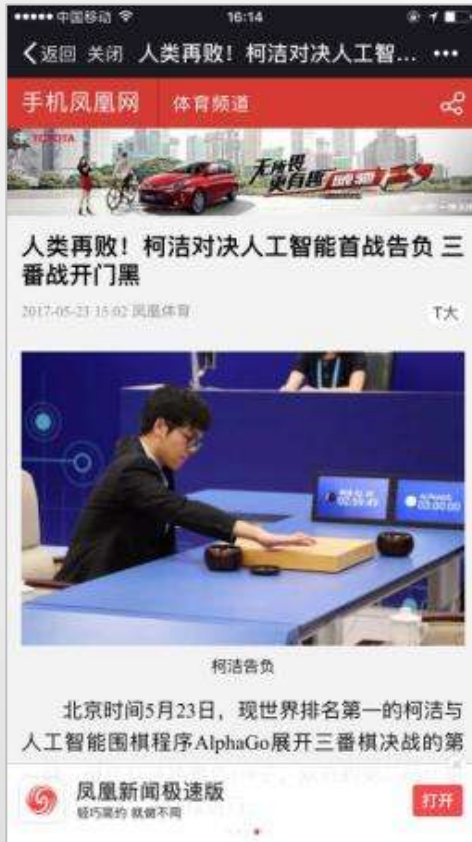 中国移动
16:14
返回 关闭 人类再败!柯洁对决人工智... •••
手机凤凰网 体育频道
TOYOTA
无所畏
更有趣
人类再败!柯洁对决人工智能首战告负 三
番战开门黑
2017-05-23 15:02 凤凰体育
T大
柯洁告负
北京时间5月23日,现世界排名第一的柯洁与
人工智能围棋程序AlphaGo展开三番棋决战的第
凤凰新闻极速版
轻巧简约 就做不同
打开